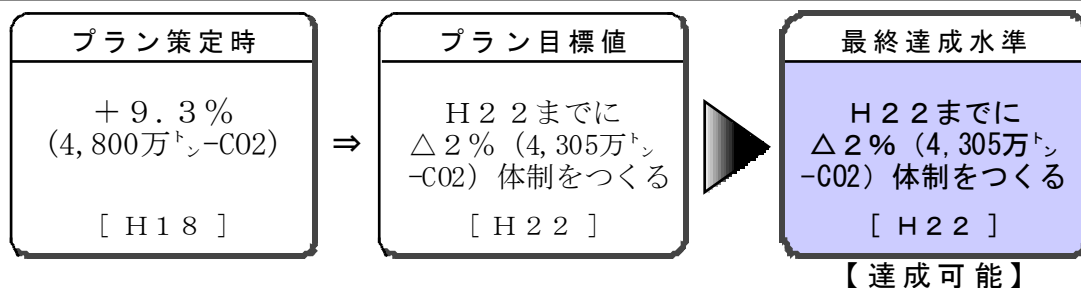 プラン策定時
+9.3%
(4,800万トン-CO2)
[H18]
⇒
プラン目標値
H22までに
△2% (4,305万トン
-CO2) 体制をつくる
[H22]
最終達成水準
H22までに
△2% (4,305万トン
-CO2) 体制をつくる
[H22]
【達成可能】